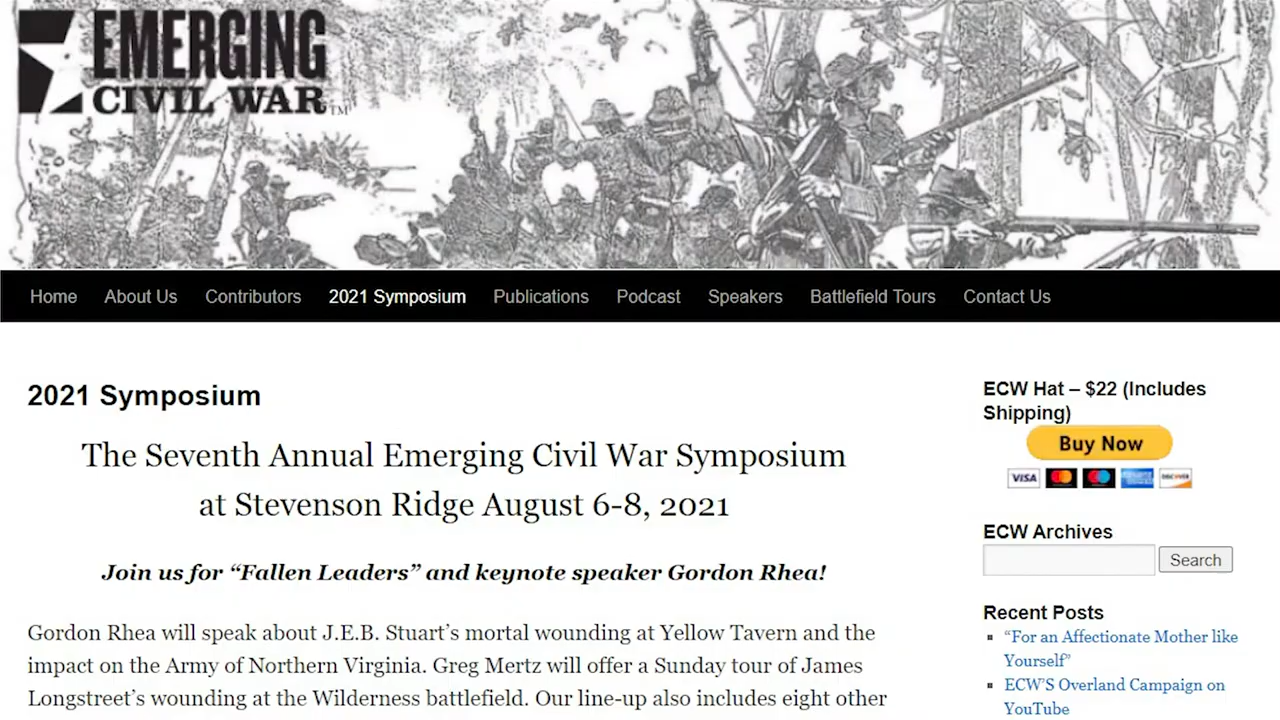 EMERGING
CIVIL WAR™
Home About Us Contributors 2021 Symposium Publications Podcast Speakers Battlefield Tours Contact Us
2021 Symposium
The Seventh Annual Emerging Civil War Symposium
at Stevenson Ridge August 6-8, 2021
Join us for “Fallen Leaders” and keynote speaker Gordon Rhea!
Gordon Rhea will speak about J.E.B. Stuart’s mortal wounding at Yellow Tavern and the
impact on the Army of Northern Virginia. Greg Mertz will offer a Sunday tour of James
Longstreet’s wounding at the Wilderness battlefield. Our line-up also includes eight other
ECW Hat – $22 (Includes
Shipping)
Buy Now
VISA DISCOVER
ECW Archives
Search
Recent Posts
“For an Affectionate Mother like
Yourself”
ECW’S Overland Campaign on
YouTube